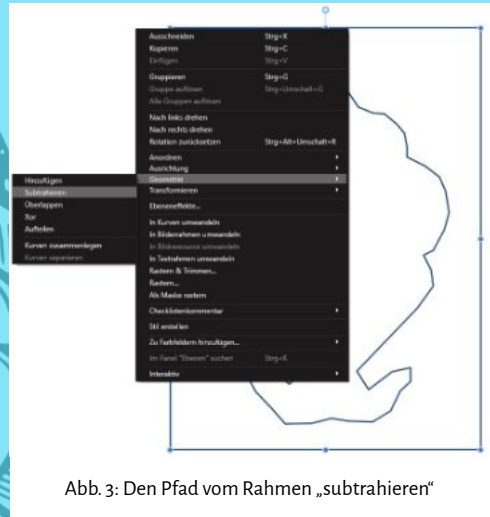 Ausschneiden Strg+X
Kopieren Strg+C
Einfügen Strg+V
Gruppieren Strg+G
Gruppe auflösen Strg+Umschalt+G
Alle Gruppen auflösen
Nach links drehen
Nach rechts drehen
Rotation zurücksetzen Strg+Alt+Umschalt+R
Anordnen
Ausrichtung
Geometrie
Transformieren
Ebeneneffekte...
In Kurven umwandeln
In Bilderrahmen umwandeln
In Bildressource umwandeln
In Textrahmen umwandeln
Rastern & Trimmen...
Rastern...
Als Maske rastern
Checklistenkommentar
Stil erstellen
Zu Farbfeldern hinzufügen...
Im Panel "Ebenen" suchen Strg+K
Interaktiv
Hinzufügen
Subtrahieren
Überlappen
Xor
Aufteilen
Kurven zusammenlegen
Kurven separieren
Abb. 3: Den Pfad vom Rahmen „subtrahieren“